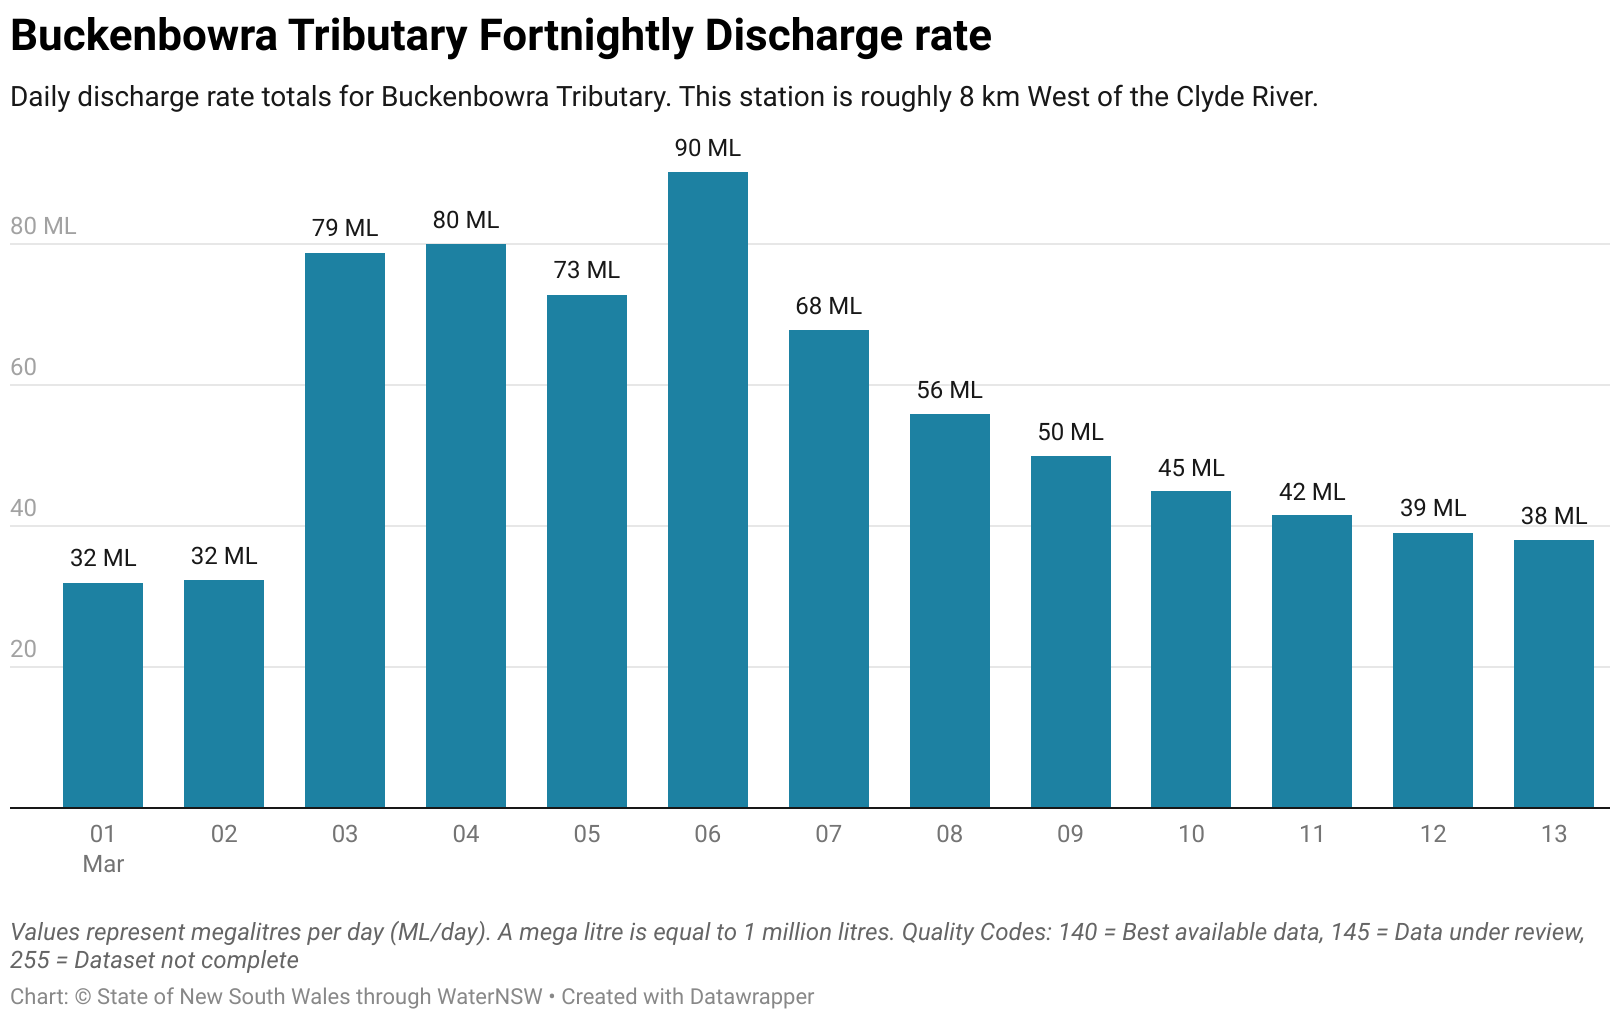 Buckenbowra Tributary Fortnightly Discharge rate
Daily discharge rate totals for Buckenbowra Tributary. This station is roughly 8 km West of the Clyde River.
90 ML
80 ML
79 ML
80 ML
73 ML
68 ML
60
56 ML
50 ML
45 ML
42 ML
40
39 ML
38 ML
32 ML
32 ML
20
01
02
03
04
05
06
07
08
09
10
11
12
13
Mar
Values represent megalitres per day (ML/day). A mega litre is equal to 1 million litres. Quality Codes: 140 = Best available data, 145 = Data under review,
255 = Dataset not complete
Chart: © State of New South Wales through WaterNSW • Created with Datawrapper